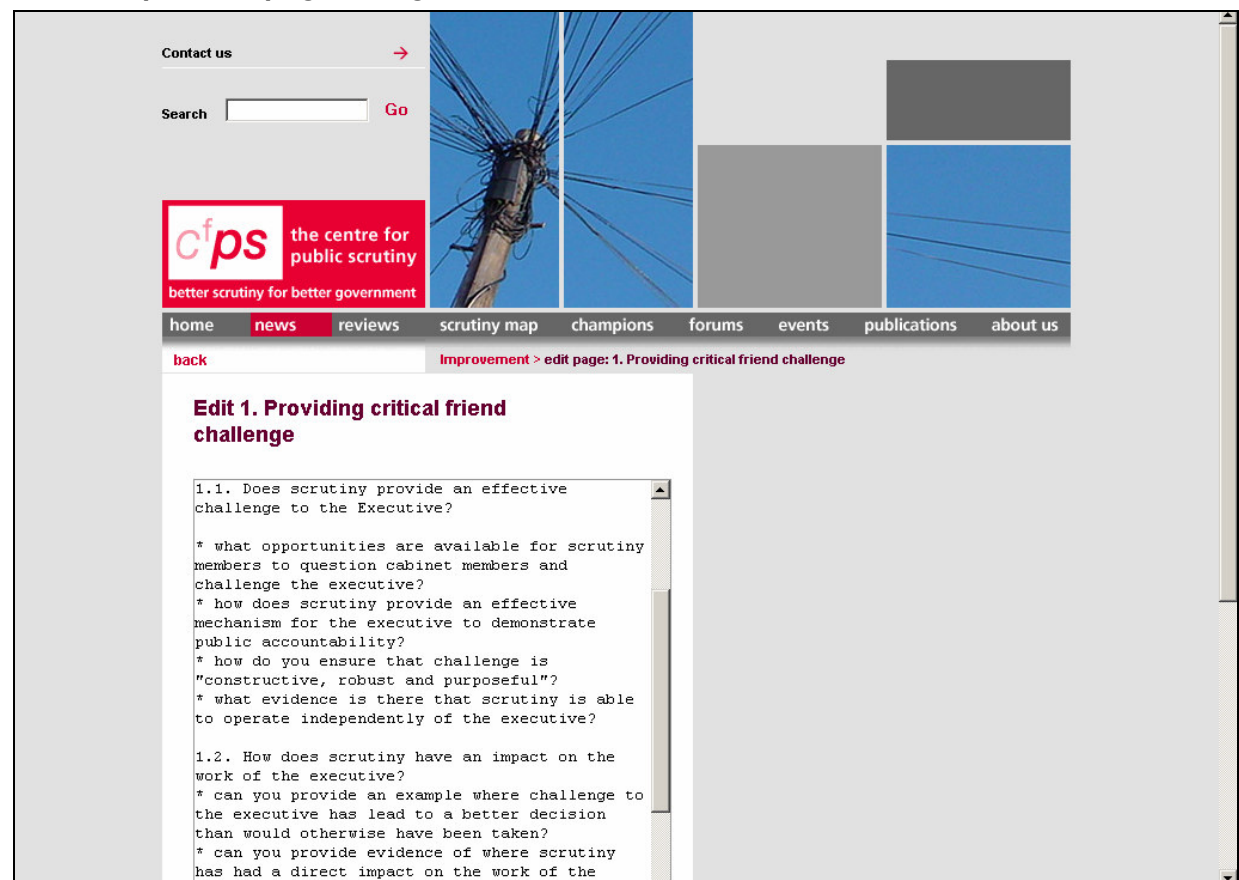 Contact us
Search
Go
cfps
the centre for
public scrutiny
better scrutiny for better government
home news reviews scrutiny map champions forums events publications about us
back
Improvement > edit page: 1. Providing critical friend challenge
Edit 1. Providing critical friend
challenge
1.1. Does scrutiny provide an effective
challenge to the Executive?
* what opportunities are available for scrutiny
members to question cabinet members and
challenge the executive?
* how does scrutiny provide an effective
mechanism for the executive to demonstrate
public accountability?
* how do you ensure that challenge is
"constructive, robust and purposeful"?
* what evidence is there that scrutiny is able
to operate independently of the executive?
1.2. How does scrutiny have an impact on the
work of the executive?
* can you provide an example where challenge to
the executive has lead to a better decision
than would otherwise have been taken?
* can you provide evidence of where scrutiny
has had a direct impact on the work of the